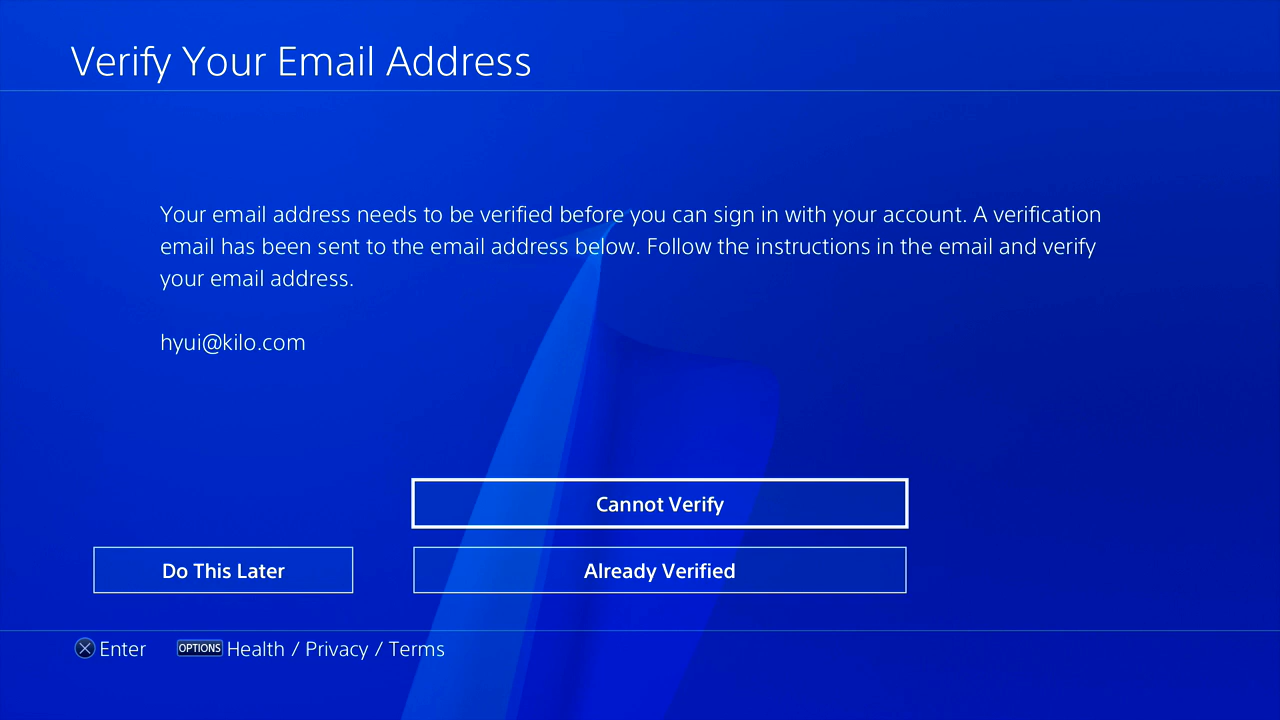 Verify Your Email Address
Your email address needs to be verified before you can sign in with your account. A verification
email has been sent to the email address below. Follow the instructions in the email and verify
your email address.
hyui@kilo.com
Cannot Verify
Do This Later
Already Verified
Enter OPTIONS Health / Privacy / Terms